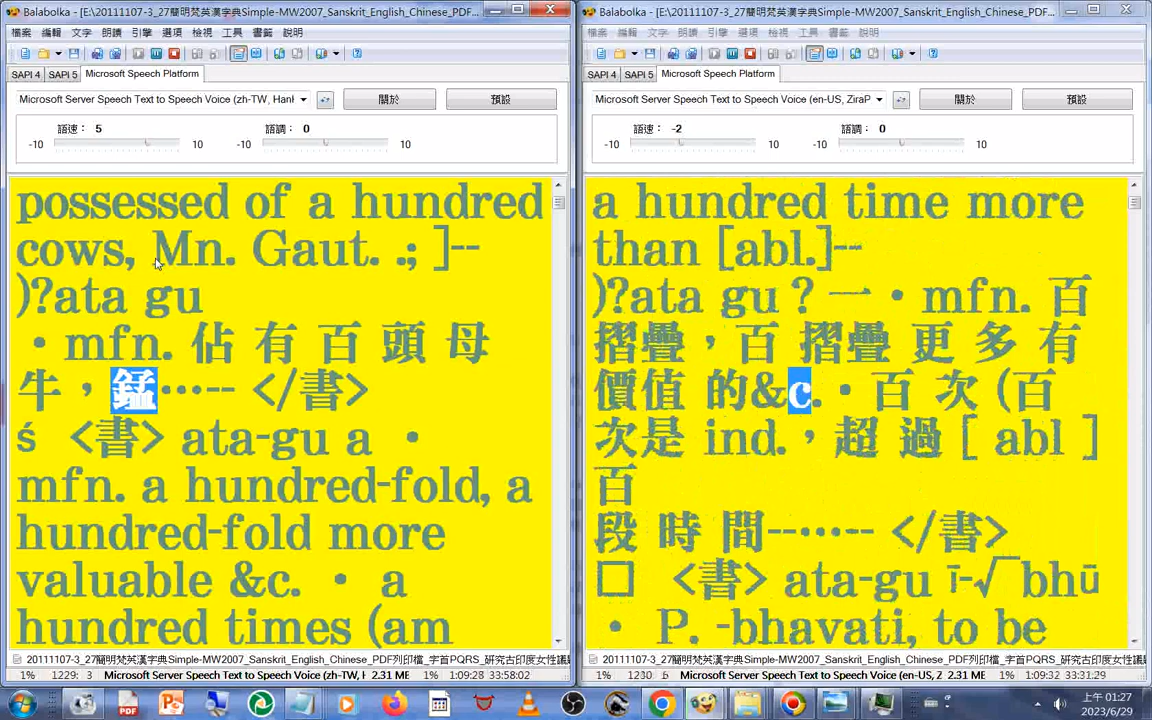 Balabolka - [E:\20111107-3_27簡明梵英漢字典Simple-MW2007_Sanskrit_English_Chinese_PDF...
檔案 編輯 文字 朗讀 引擎 選項 檢視 工具 書籤 說明
SAPI 4 SAPI 5 Microsoft Speech Platform
Microsoft Server Speech Text to Speech Voice (zh-TW, Hanl 關於 預設
語速： 5 語調： 0
-10 10 -10 10
possessed of a hundred
cows, Mn. Gaut. .; ]--
)?ata gu
・mfn. 佔 有 百 頭 母
牛，錳…-- </書>
ś <書> ata-gu a ・
mfn. a hundred-fold, a
hundred-fold more
valuable &c. ・ a
hundred times (am
20111107-3_27簡明梵英漢字典Simple-MW2007_Sanskrit_English_Chinese_PDF列印檔_字首PQRS_研究古印度女性議
1% 1229: 3 Microsoft Server Speech Text to Speech Voice (zh-TW, H 2.31 ME 1% 1:09:28 33:58:02
Balabolka - [E:\20111107-3_27簡明梵英漢字典Simple-MW2007_Sanskrit_English_Chinese_PDF...
檔案 編輯 文字 朗讀 引擎 選項 檢視 工具 書籤 說明
SAPI 4 SAPI 5 Microsoft Speech Platform
Microsoft Server Speech Text to Speech Voice (en-US, ZiraP 關於 預設
語速： -2 語調： 0
-10 10 -10 10
a hundred time more
than [abl.]--
)?ata gu？一・mfn. 百
摺疊，百 摺疊 更 多 有
價值 的&c.・百 次 (百
次是 ind.，超 過 [ abl ]
百
段 時 間--…-- </書>
□ <書> ata-gu ī-√bhū
・ P. -bhavati, to be
20111107-3_27簡明梵英漢字典Simple-MW2007_Sanskrit_English_Chinese_PDF列印檔_字首PQRS_研究古印度女性議
1% 1230: 5 Microsoft Server Speech Text to Speech Voice (en-US, Z 2.31 ME 1% 1:09:32 33:31:29
上午 01:27
2023/6/29